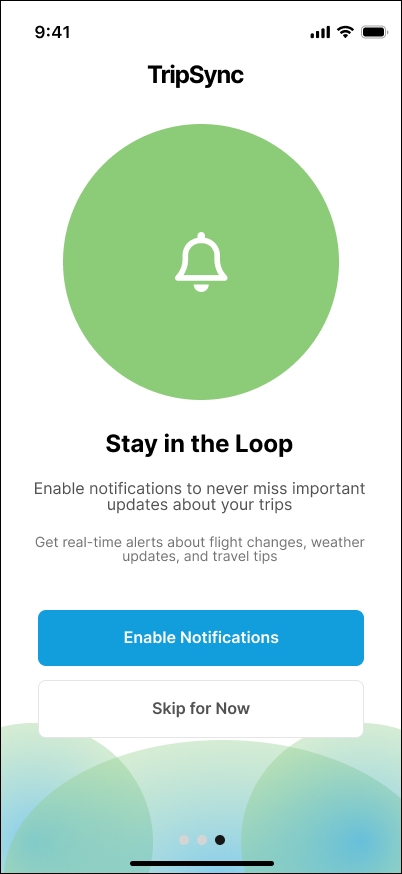 9:41
TripSync
Stay in the Loop
Enable notifications to never miss important
updates about your trips
Get real-time alerts about flight changes, weather
updates, and travel tips
Enable Notifications
Skip for Now